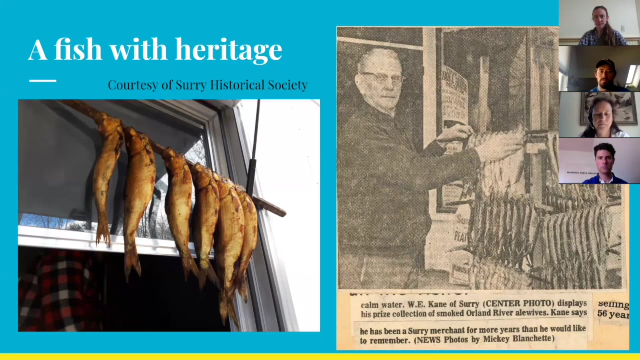 A fish with heritage
Courtesy of Surry Historical Society
calm water. W.E. Kane of Surry (CENTER PHOTO) displays
his prize collection of smoked Orland River alewives. Kane says
he has been a Surry merchant for more years than he would like
to remember. (NEWS Photos by Mickey Blanchette)
selling
56 year